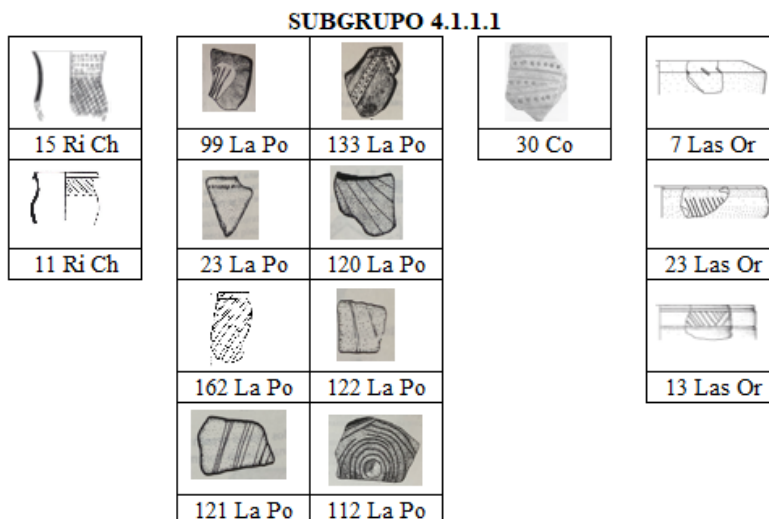 SUBGRUPO 4.1.1.1
15 Ri Ch
99 La Po
133 La Po
30 Co
7 Las Or
11 Ri Ch
23 La Po
120 La Po
23 Las Or
162 La Po
122 La Po
13 Las Or
121 La Po
112 La Po